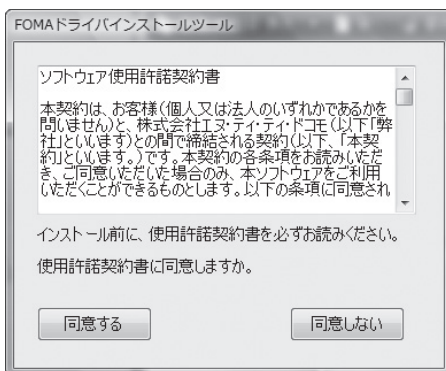 FOMAドライバインストールツール
ソフトウェア使用許諾契約書
本契約は、お客様(個人又は法人のいずれかであるかを
問いません)と、株式会社エヌ・ティ・ティ・ドコモ(以下「弊
社」といいます)との間で締結される契約(以下、「本契
約」といいます。)です。本契約の各条項をお読みいただ
き、ご同意いただいた場合のみ、本ソフトウェアをご利用
いただくことができるものとします。以下の条項に同意され
インストール前に、使用許諾契約書を必ずお読みください。
使用許諾契約書に同意しますか。
同意する
同意しない